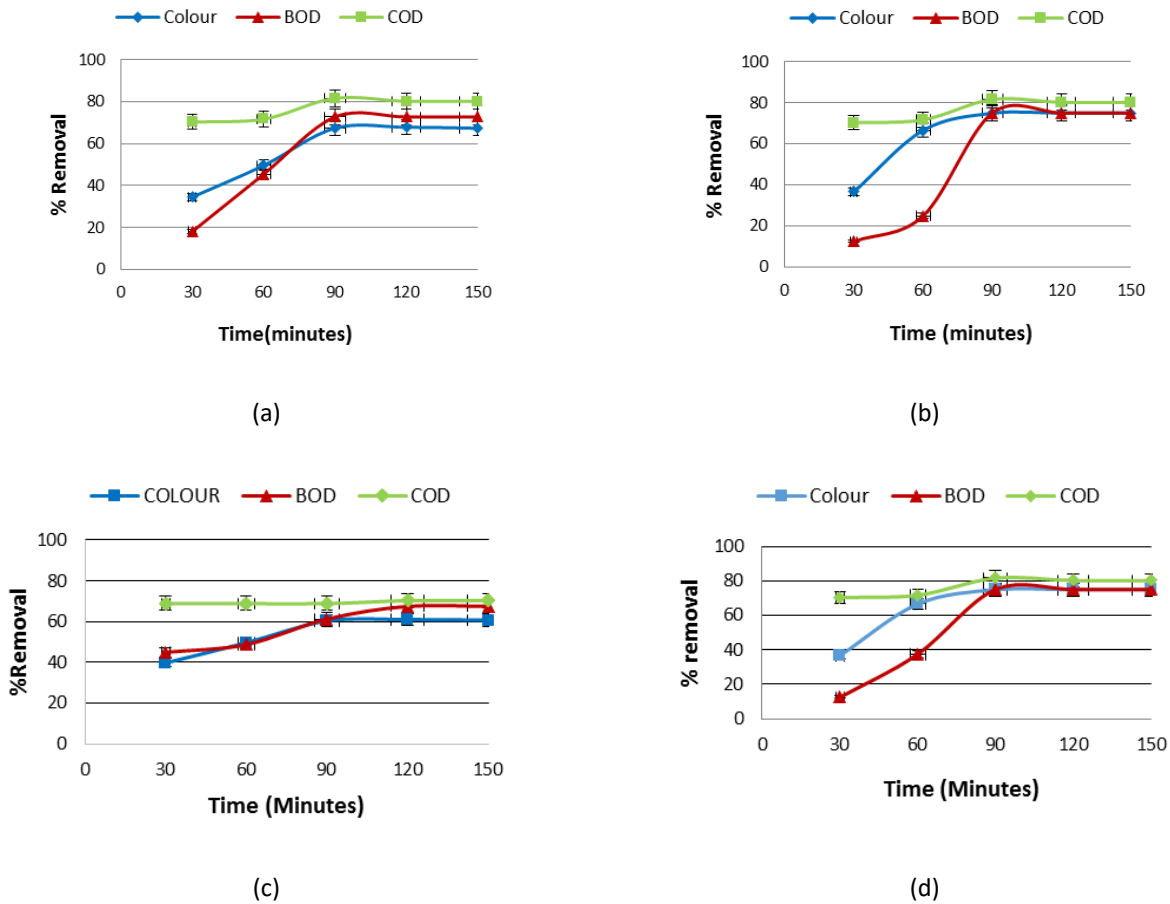 Colour BOD COD
100
80
60
40
20
0
0 30 60 90 120 150
% Removal
Time(minutes)
(a)
Colour BOD COD
100
80
60
40
20
0
0 30 60 90 120 150
% Removal
Time (minutes)
(b)
COLOUR BOD COD
100
80
60
40
20
0
0 30 60 90 120 150
%Removal
Time (Minutes)
(c)
Colour BOD COD
100
80
60
40
20
0
0 30 60 90 120 150
% removal
Time (Minutes)
(d)